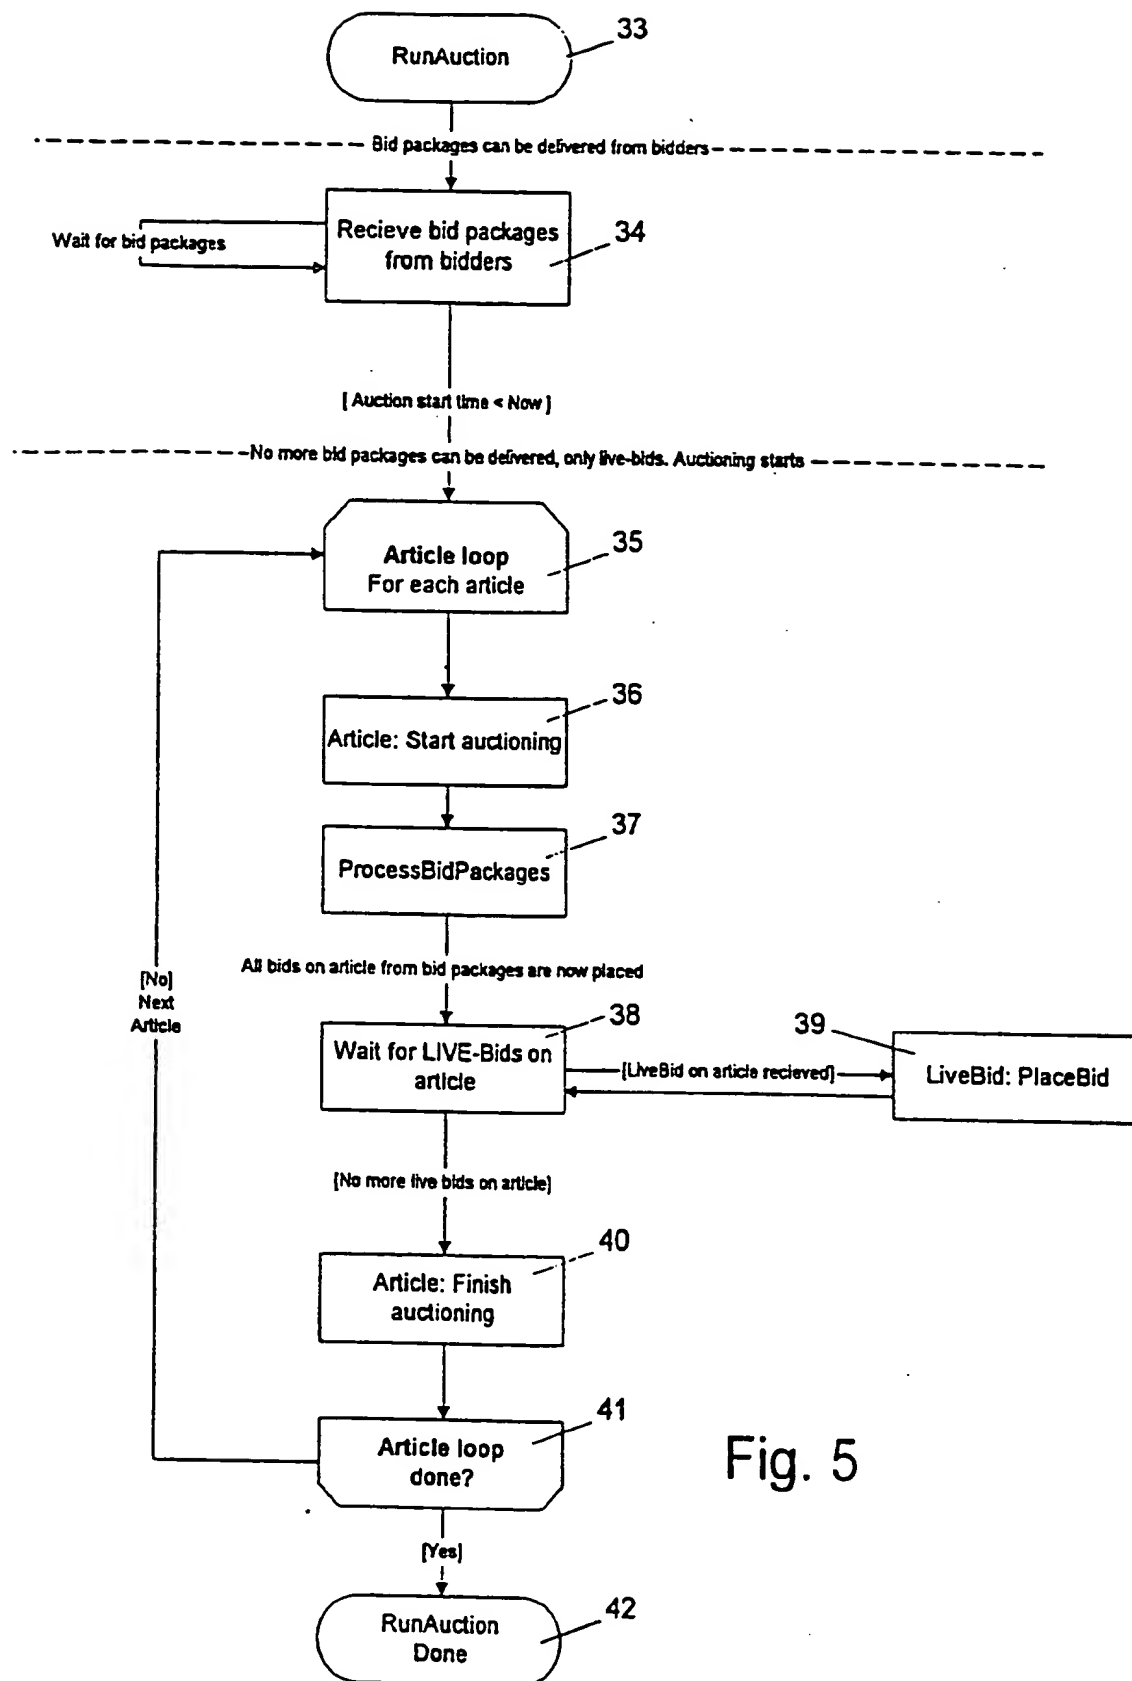 33
RunAuction
Bid packages can be delivered from bidders
Recieve bid packages
from bidders
34
Wait for bid packages
[ Auction start time < Now ]
No more bid packages can be delivered, only live-bids. Auctioning starts
35
Article loop
For each article
36
Article: Start auctioning
37
ProcessBidPackages
All bids on article from bid packages are now placed
[No]
Next
Article
38
Wait for LIVE-Bids on
article
[LiveBid on article recieved]
39
LiveBid: PlaceBid
[No more live bids on article]
40
Article: Finish
auctioning
41
Article loop
done?
Fig. 5
[Yes]
42
RunAuction
Done